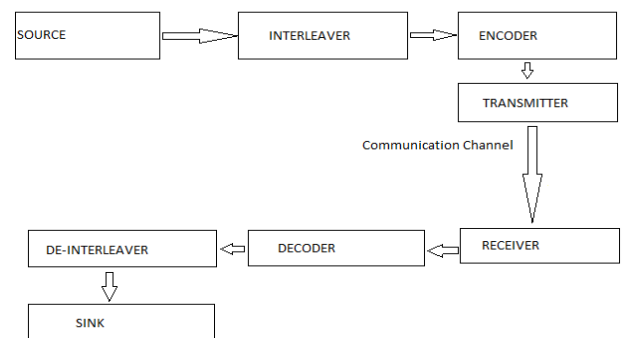 SOURCE
INTERLEAVER
ENCODER
TRANSMITTER
Communication Channel
RECEIVER
DECODER
DE-INTERLEAVER
SINK